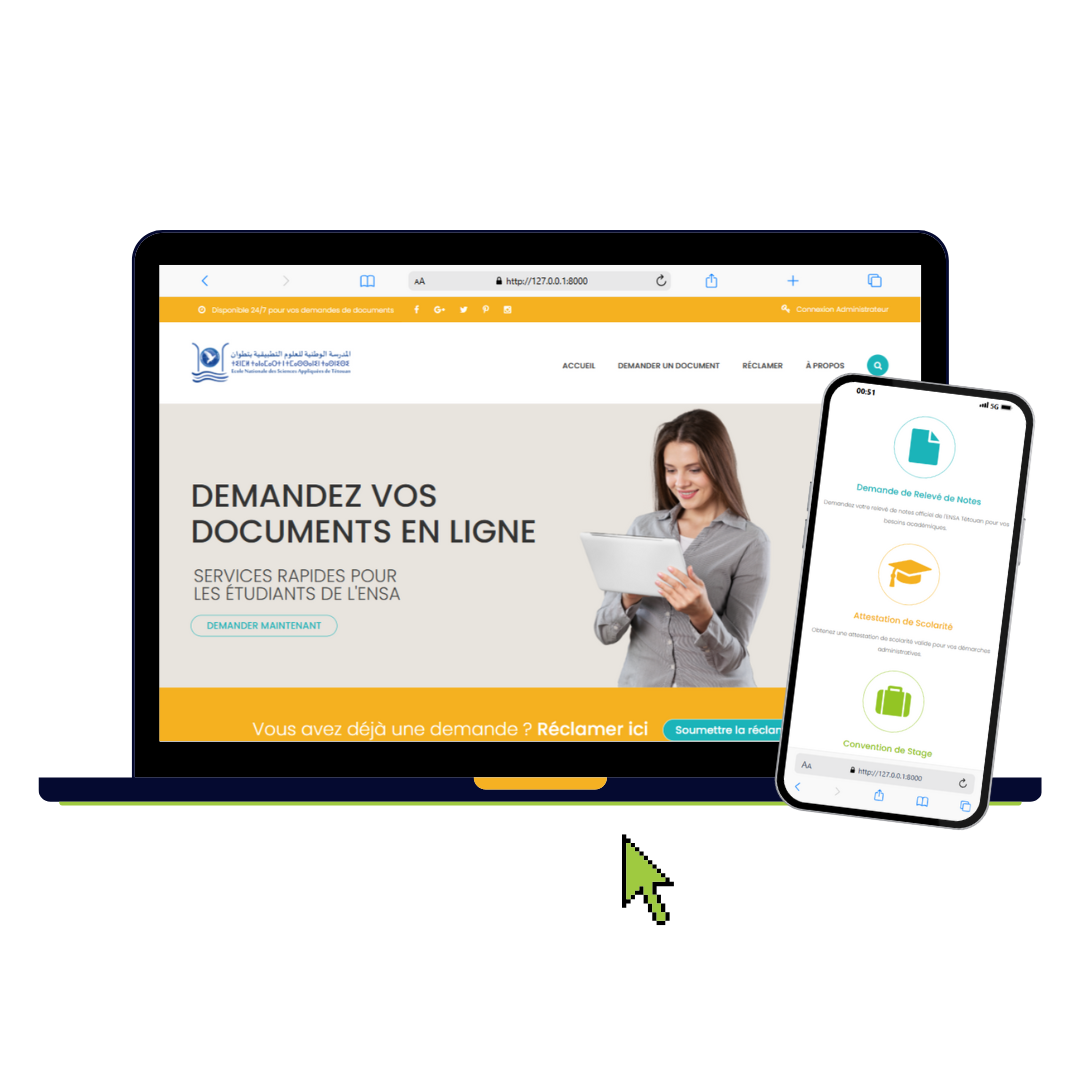 AA http://127.0.0.1:8000
Disponible 24/7 pour vos demandes de documents
Connexion Administrateur
المدرسة الوطنية للعلوم التطبيقية بتطوان
Ecole Nationale des Sciences Appliquées de Tétouan
ACCUEIL DEMANDER UN DOCUMENT RÉCLAMER À PROPOS
DEMANDEZ VOS
DOCUMENTS EN LIGNE
SERVICES RAPIDES POUR
LES ÉTUDIANTS DE L'ENSA
DEMANDER MAINTENANT
Vous avez déjà une demande ? Réclamer ici
Soumettre la réclam
00:51 5G
Demande de Relevé de Notes
Demandez votre relevé de notes officiel de l'ENSA Tétouan pour vos
besoins académiques.
Attestation de Scolarité
Obtenez une attestation de scolarité valide pour vos démarches
administratives.
Convention de Stage
AA http://127.0.0.1:8000